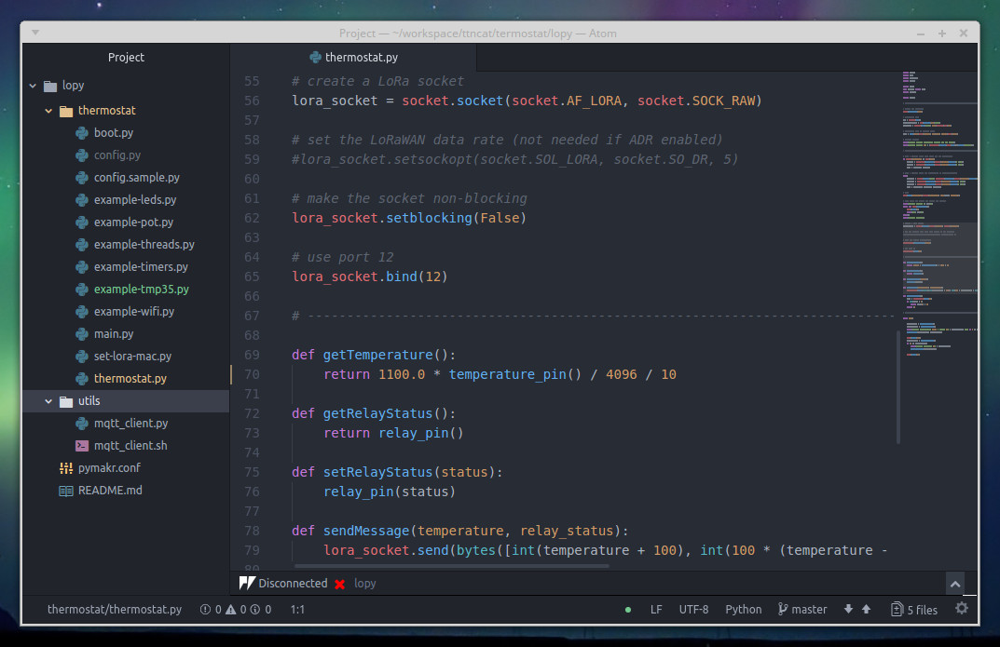 Project — ~/workspace/ttncat/termostat/lopy — Atom
Project
thermostat.py
lopy
thermostat
boot.py
config.py
config.sample.py
example-leds.py
example-pot.py
example-threads.py
example-timers.py
example-tmp35.py
example-wifi.py
main.py
set-lora-mac.py
thermostat.py
utils
mqtt_client.py
mqtt_client.sh
pymakr.conf
README.md
55 # create a LoRa socket
56 lora_socket = socket.socket(socket.AF_LORA, socket.SOCK_RAW)
57
58 # set the LoRaWAN data rate (not needed if ADR enabled)
59 #lora_socket.setsockopt(socket.SOL_LORA, socket.SO_DR, 5)
60
61 # make the socket non-blocking
62 lora_socket.setblocking(False)
63
64 # use port 12
65 lora_socket.bind(12)
66
67 # ---------------------------------------------------------------------------
68
69 def getTemperature():
70 return 1100.0 * temperature_pin() / 4096 / 10
71
72 def getRelayStatus():
73 return relay_pin()
74
75 def setRelayStatus(status):
76 relay_pin(status)
77
78 def sendMessage(temperature, relay_status):
79 lora_socket.send(bytes([int(temperature + 100), int(100 * (temperature -
80
Disconnected lopy
thermostat/thermostat.py 0 0 0 1:1 LF UTF-8 Python master 5 files